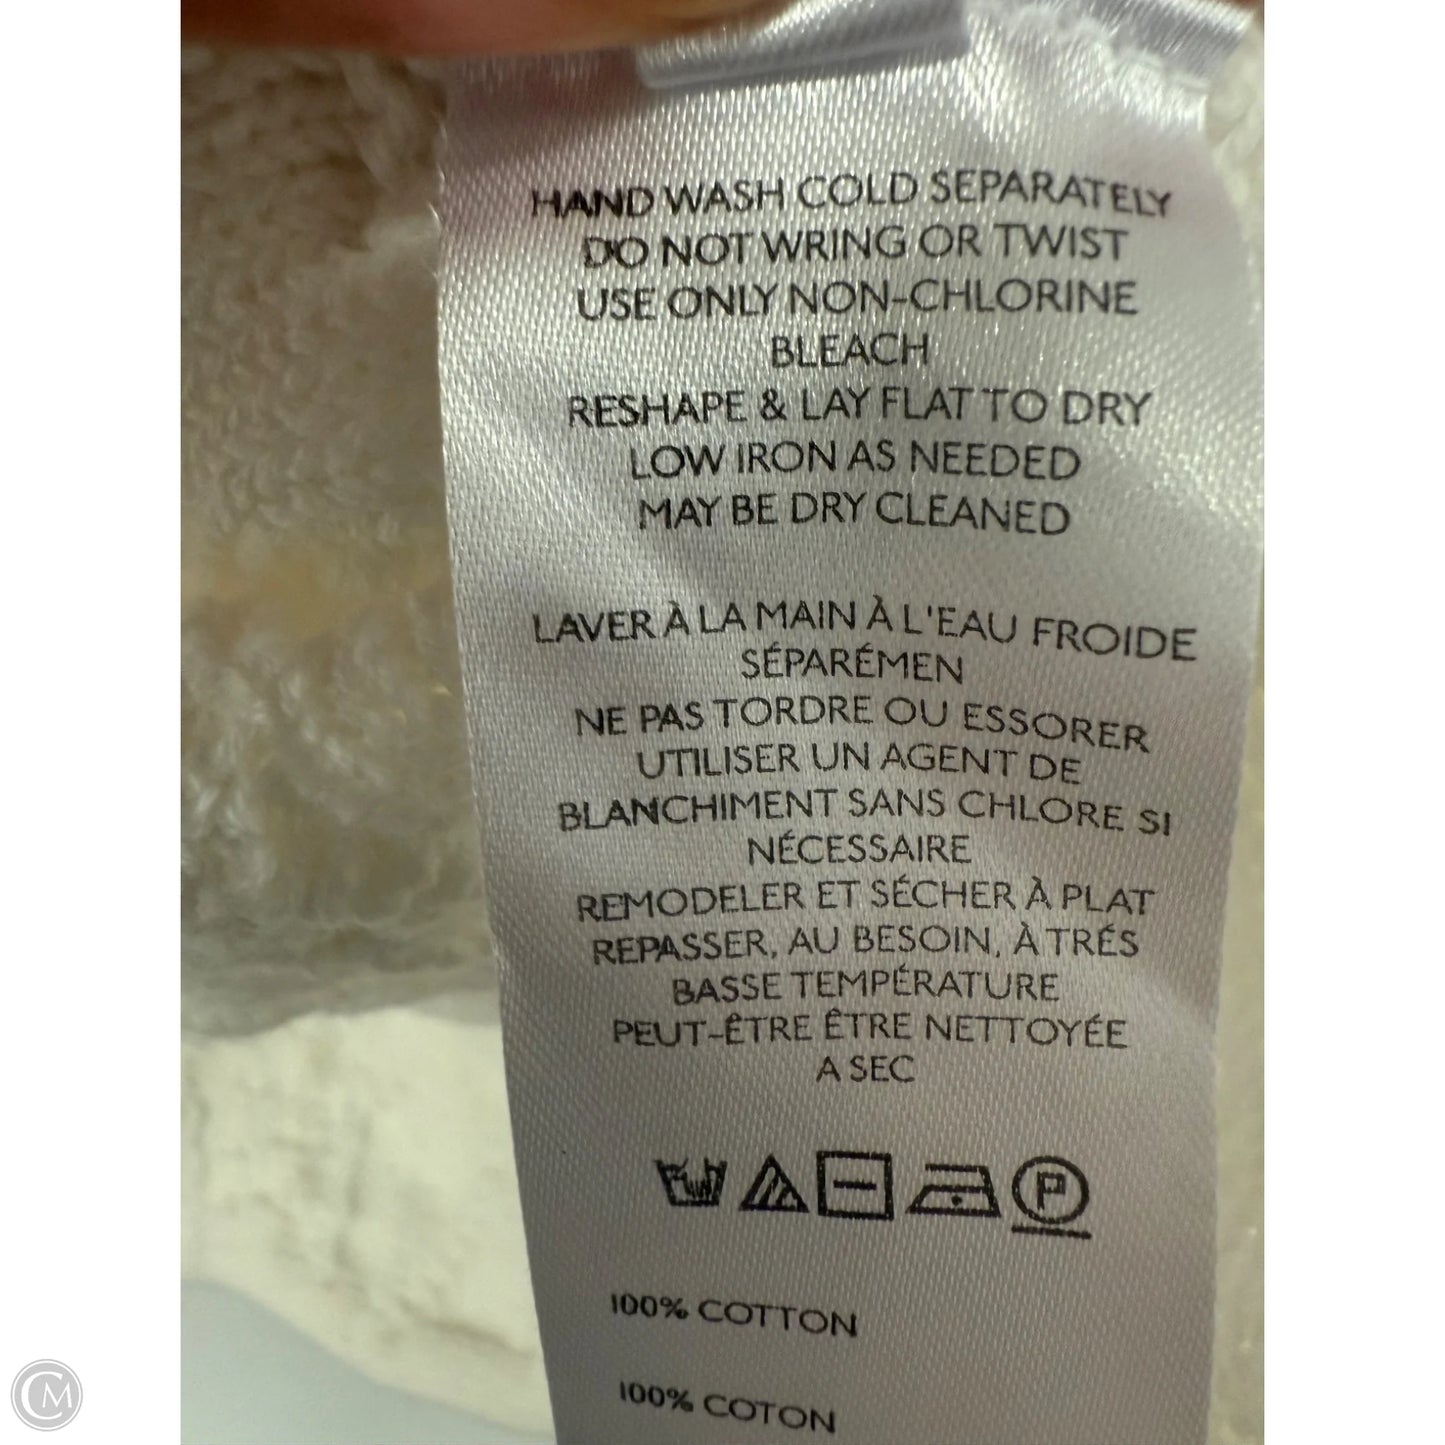 HAND WASH COLD SEPARATELY
DO NOT WRING OR TWIST
USE ONLY NON-CHLORINE
BLEACH
RESHAPE & LAY FLAT TO DRY
LOW IRON AS NEEDED
MAY BE DRY CLEANED
LAVER À LA MAIN À L'EAU FROIDE
SÉPARÉMEN
NE PAS TORDRE OU ESSORER
UTILISER UN AGENT DE
BLANCHIMENT SANS CHLORE SI
NÉCESSAIRE
REMODELER ET SÉCHER À PLAT
REPASSER, AU BESOIN, À TRÉS
BASSE TEMPÉRATURE
PEUT-ÊTRE ÊTRE NETTOYÉE
A SEC
P
100% COTTON
100% COTON
CM